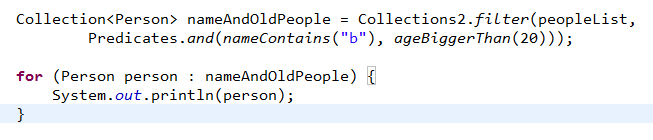 Collection<Person> nameAndOldPeople = Collections2.filter(peopleList,
Predicates.and(nameContains("b"), ageBiggerThan(20)));
for (Person person : nameAndOldPeople) {
System.out.println(person);
}